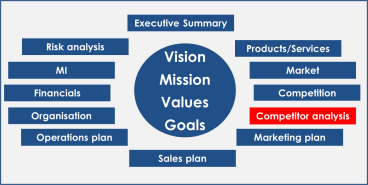 Executive Summary
Risk analysis
Products/Services
Vision
MI
Market
Mission
Financials
Competition
Values
Organisation
Competitor analysis
Goals
Operations plan
Marketing plan
Sales plan